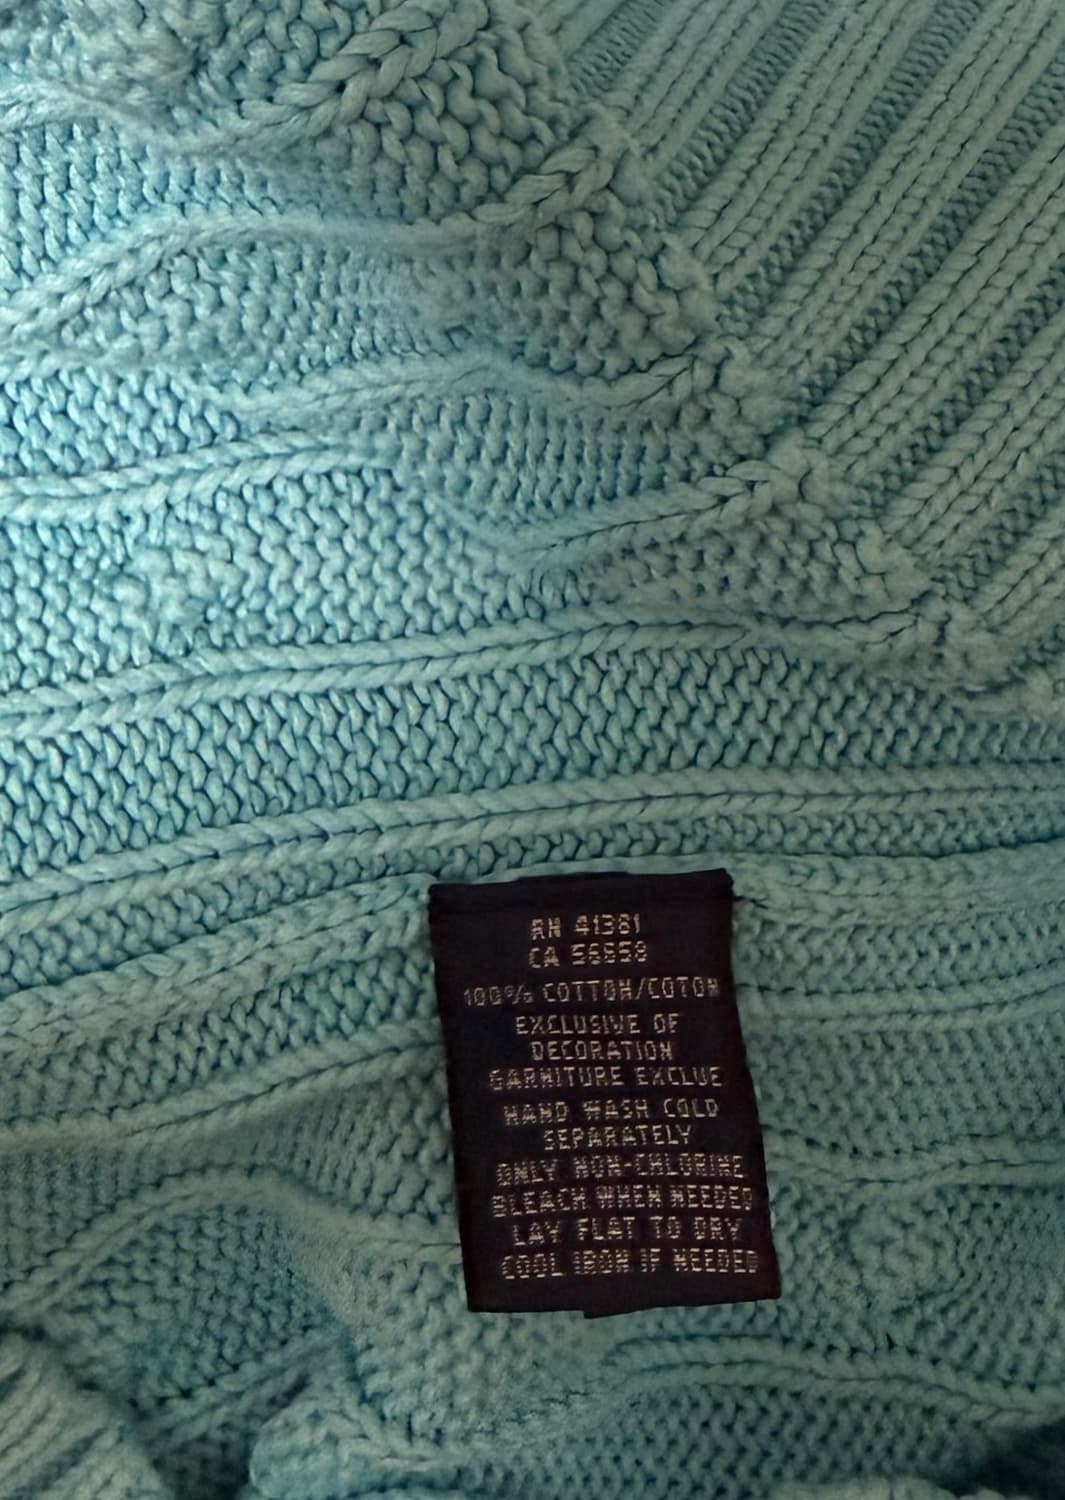 RN 41381
CA 56858
100% COTTON/COTON
EXCLUSIVE OF
DECORATION
GARNITURE EXCLUE
HAND WASH COLD
SEPARATELY
ONLY NON-CHLORINE
BLEACH WHEN NEEDED
LAY FLAT TO DRY
COOL IRON IF NEEDED